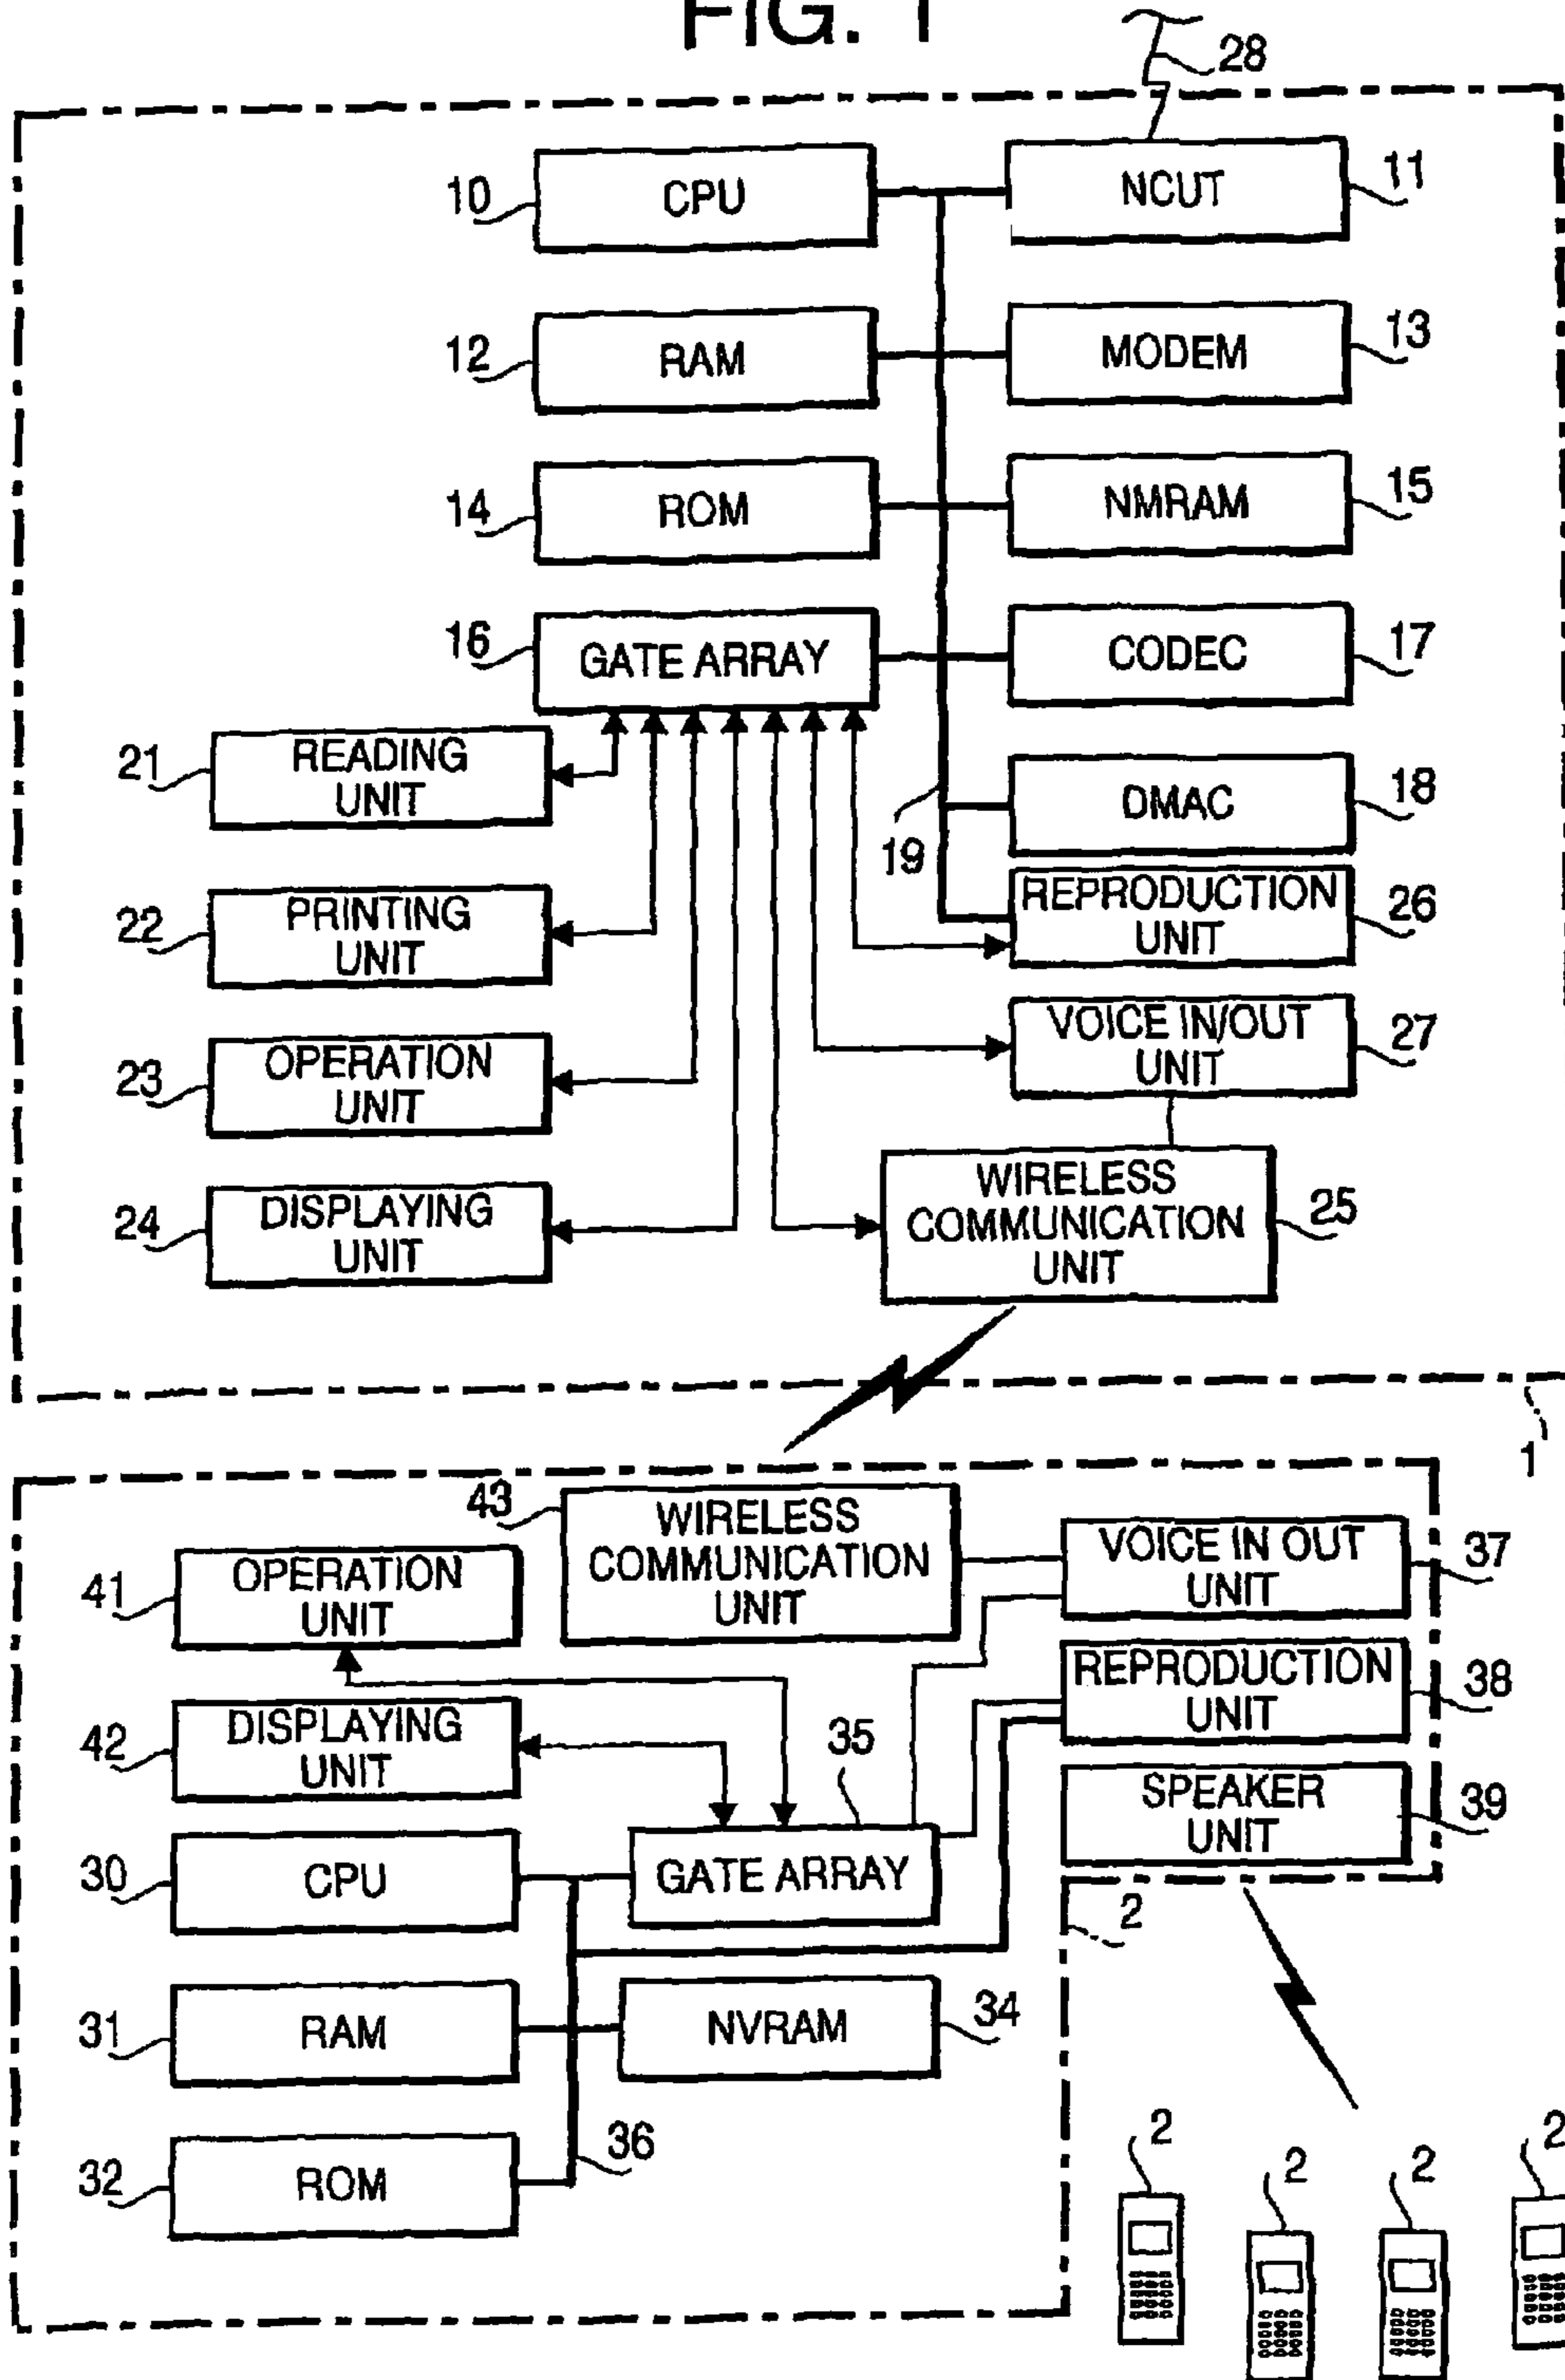 FIG. 1
28
10
CPU
NCUT
11
12
RAM
MODEM
13
14
ROM
NMRAM
15
16
GATE ARRAY
CODEC
17
21
READING
UNIT
DMAC
18
19
22
PRINTING
UNIT
REPRODUCTION
UNIT
26
23
OPERATION
UNIT
VOICE IN/OUT
UNIT
27
24
DISPLAYING
UNIT
WIRELESS
COMMUNICATION
UNIT
25
1
43
WIRELESS
COMMUNICATION
UNIT
VOICE IN OUT
UNIT
37
41
OPERATION
UNIT
REPRODUCTION
UNIT
38
42
DISPLAYING
UNIT
35
SPEAKER
UNIT
39
30
CPU
GATE ARRAY
2
31
RAM
NVRAM
34
32
ROM
36
2
2
2
2